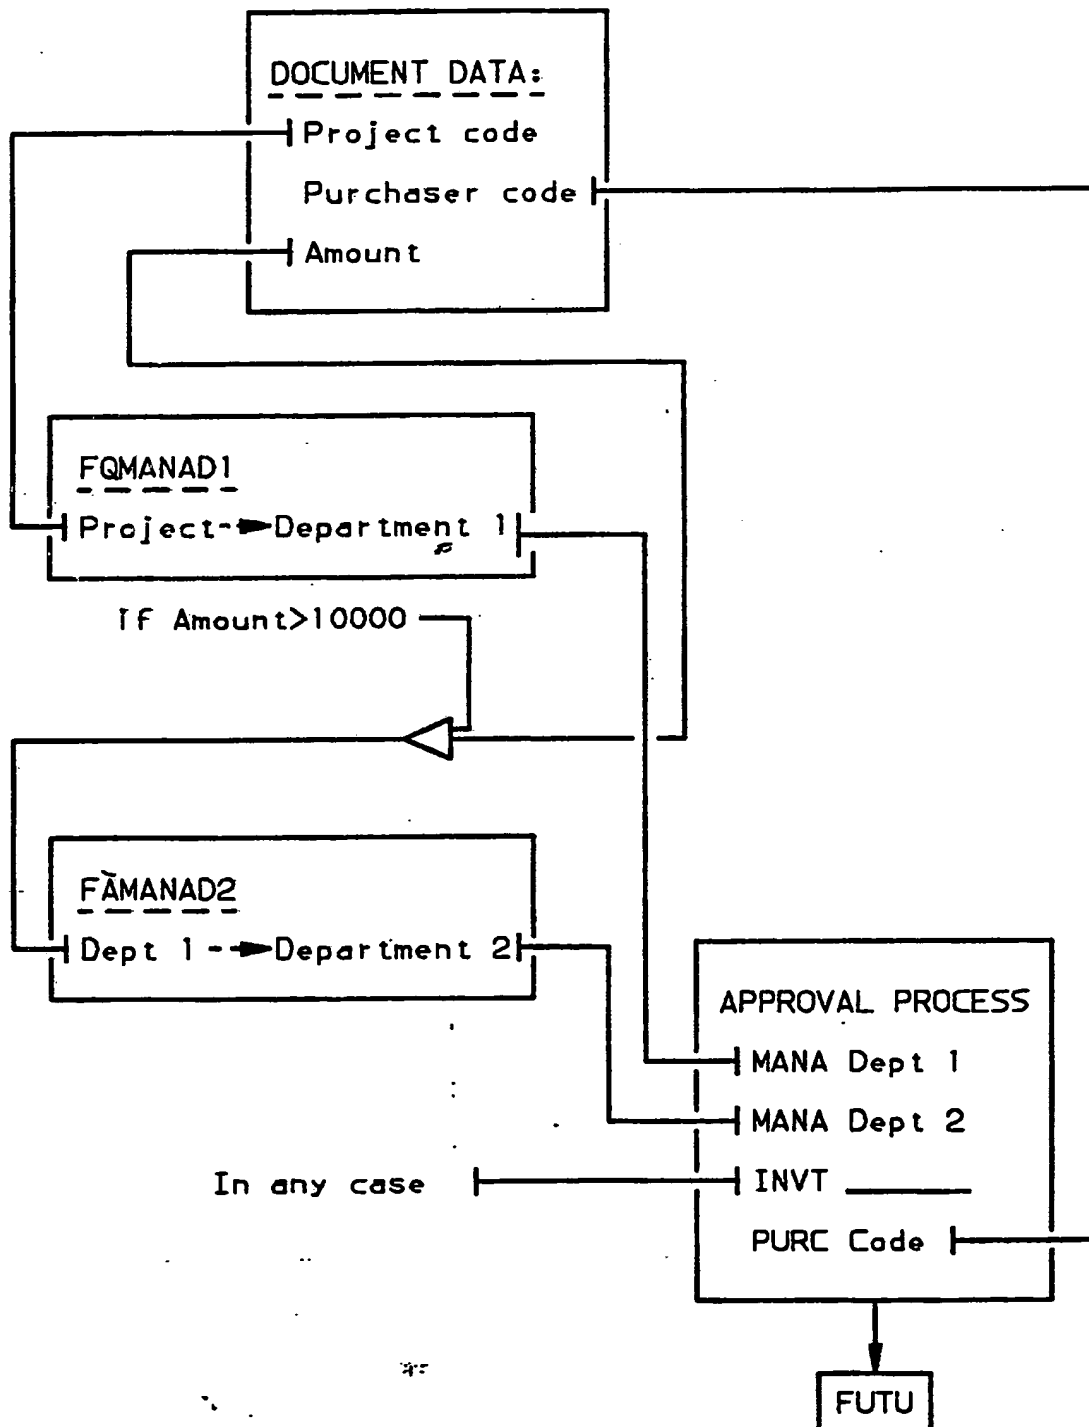 DOCUMENT DATA:
Project code
Purchaser code
Amount
FQMANAD1
Project Department 1
If Amount>10000
FÀMANAD2
Dept 1 Department 2
APPROVAL PROCESS
MANA Dept 1
MANA Dept 2
In any case
INVT
PURC Code
FUTU